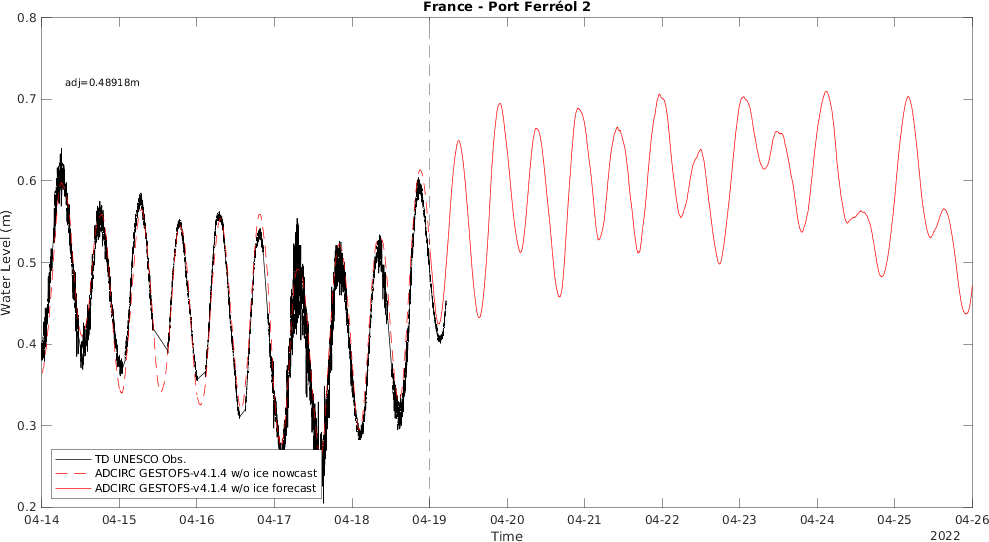 France - Port Ferréol 2
0.8
0.7
0.6
0.5
0.4
0.3
0.2
Water Level (m)
adj=0.48918m
TD UNESCO Obs.
ADCIRC GESTOFS-v4.1.4 w/o ice nowcast
ADCIRC GESTOFS-v4.1.4 w/o ice forecast
04-14 04-15 04-16 04-17 04-18 04-19 04-20 04-21 04-22 04-23 04-24 04-25 04-26
Time
2022